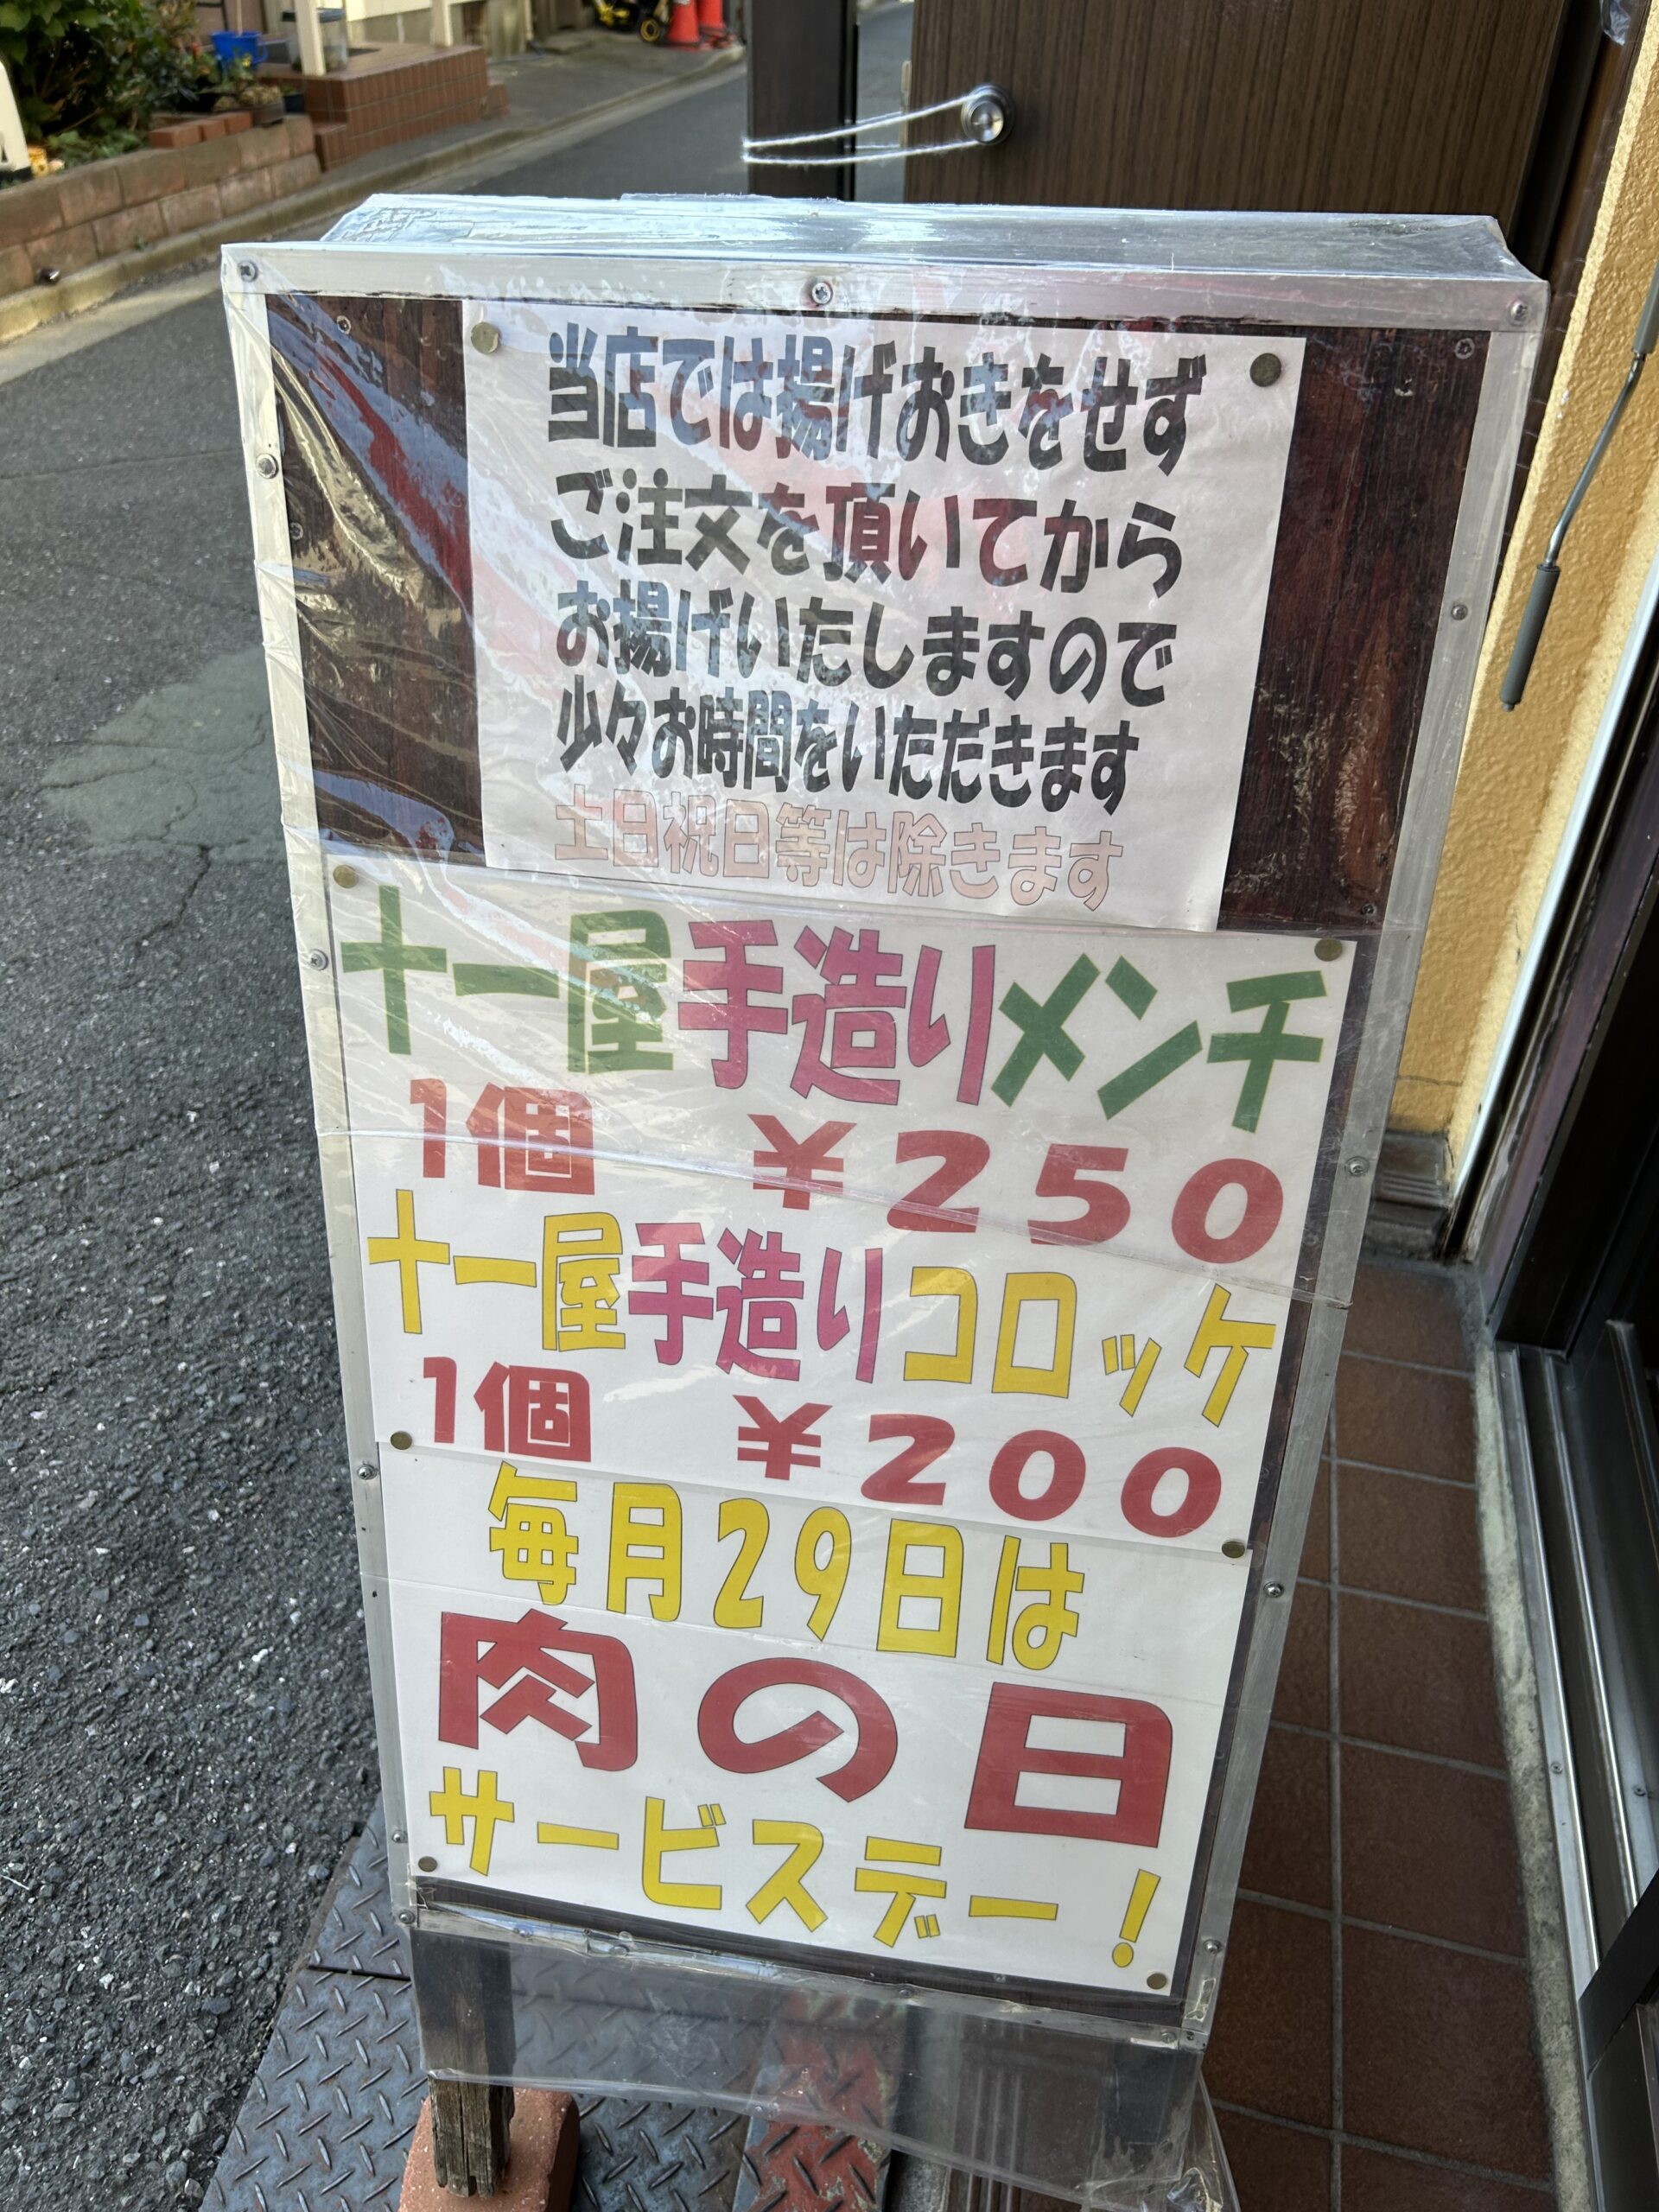 当店では揚げおきをせず
ご注文を頂いてから
お揚げいたしますので
少々お時間をいただきます
土日祝日等は除きます
十一屋手造りメンチ
1個 ¥250
十一屋手造りコロッケ
1個 ¥200
毎月29日は
肉の日
サービスデー!